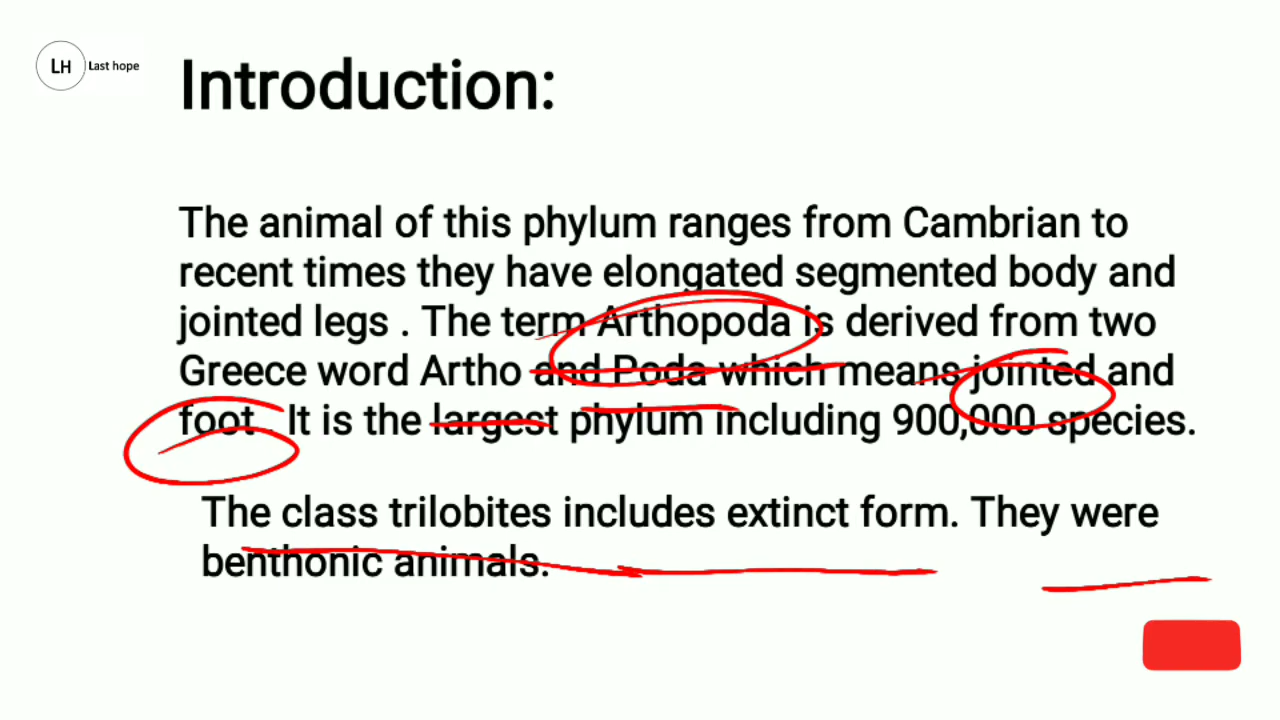 LH Last hope
Introduction:
The animal of this phylum ranges from Cambrian to
recent times they have elongated segmented body and
jointed legs . The term Arthopoda is derived from two
Greece word Artho and Poda which means jointed and
foot . It is the largest phylum including 900,000 species.
The class trilobites includes extinct form. They were
benthonic animals.